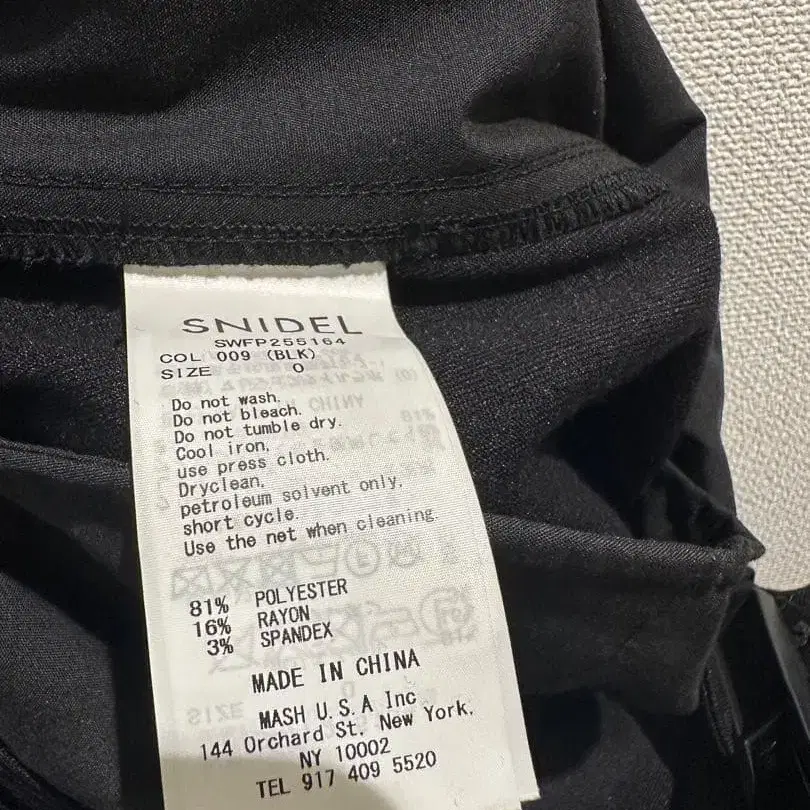 SNIDEL
SWFP255164
COL 009 (BLK)
SIZE 0
Do not wash.
Do not bleach.
Do not tumble dry.
Cool iron,
use press cloth.
Dryclean,
petroleum solvent only,
short cycle.
Use the net when cleaning.
81% POLYESTER
16% RAYON
3% SPANDEX
MADE IN CHINA
MASH U.S.A Inc
144 Orchard St. New York,
NY 10002
TEL 917 409 5520